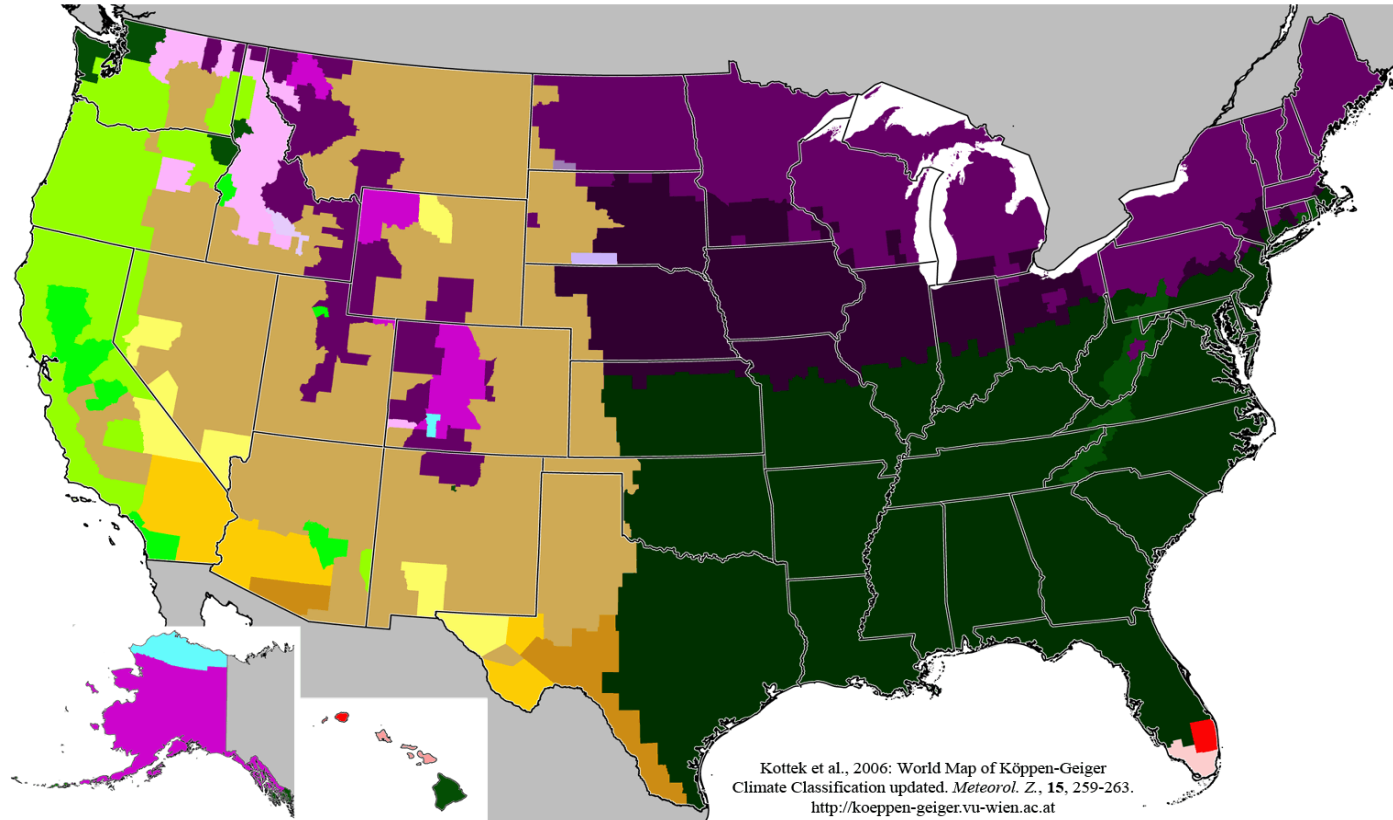 Kottek et al., 2006: World Map of Köppen-Geiger
Climate Classification updated. Meteorol. Z., 15, 259-263.
http://koeppen-geiger.vu-wien.ac.at